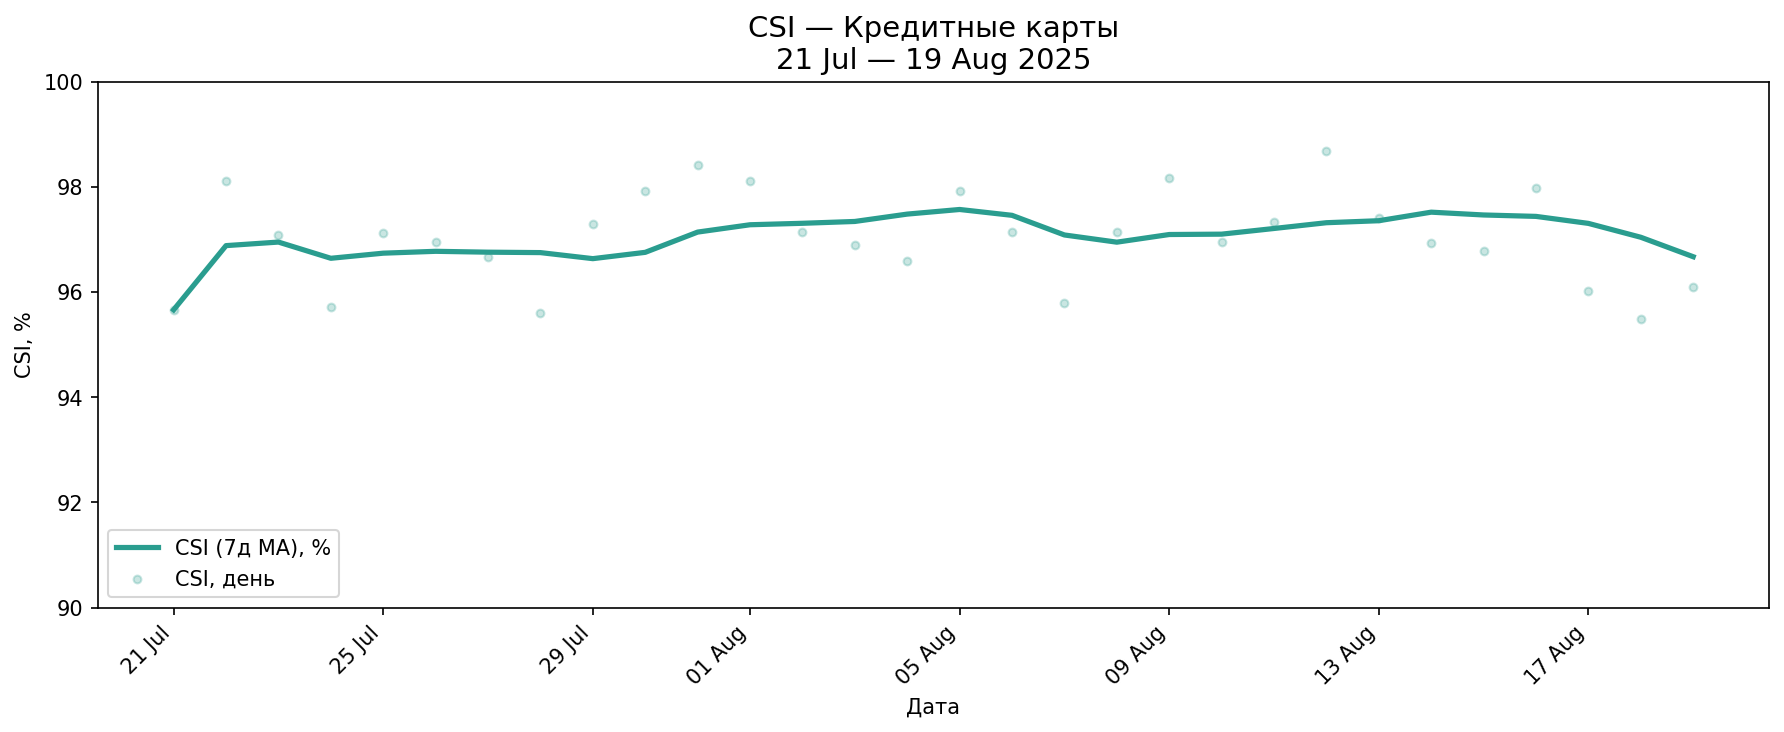 CSI — Кредитные карты
21 Jul — 19 Aug 2025
100
98
96
94
92
90
CSI, %
CSI (7д MA), %
CSI, день
21 Jul
25 Jul
29 Jul
01 Aug
05 Aug
09 Aug
13 Aug
17 Aug
Дата